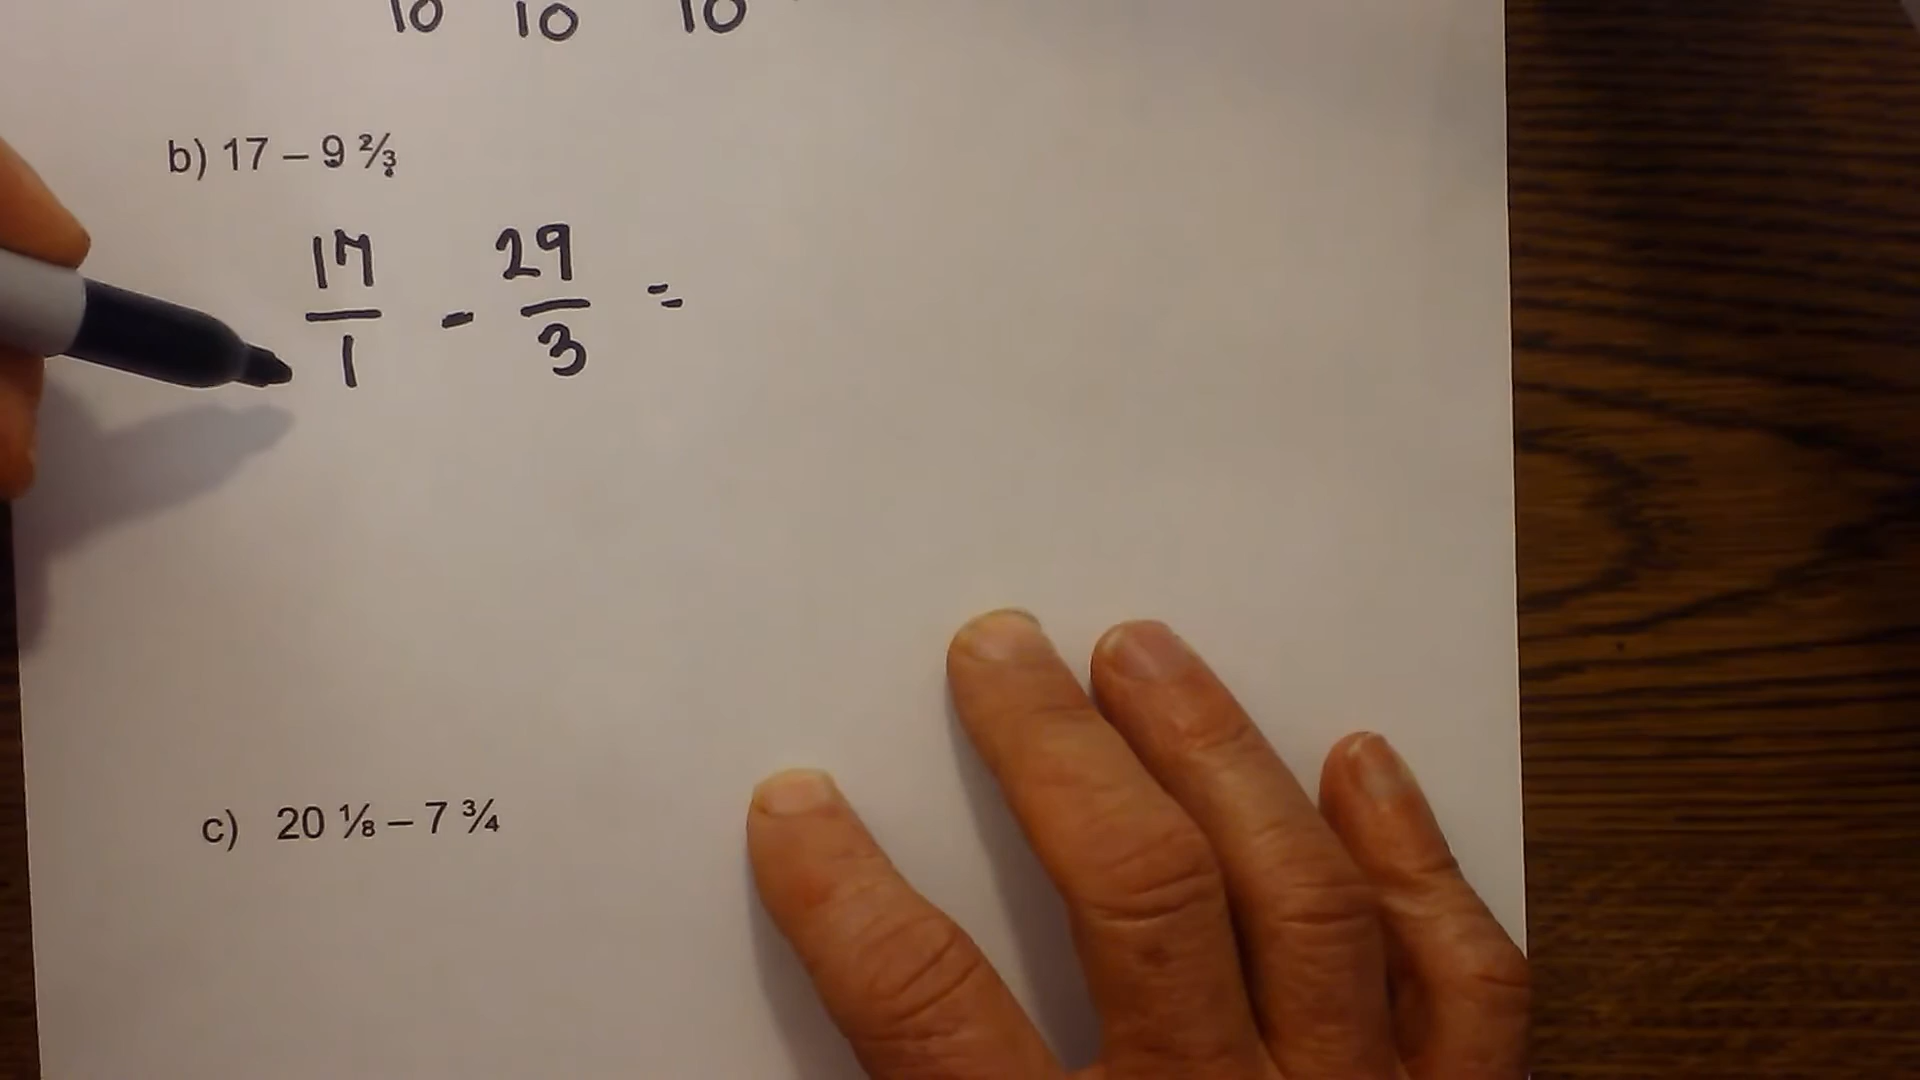 10 10 10
b) 17 – 9 ⅔
17/1 - 29/3 =
c) 20 ⅛ – 7 ¾